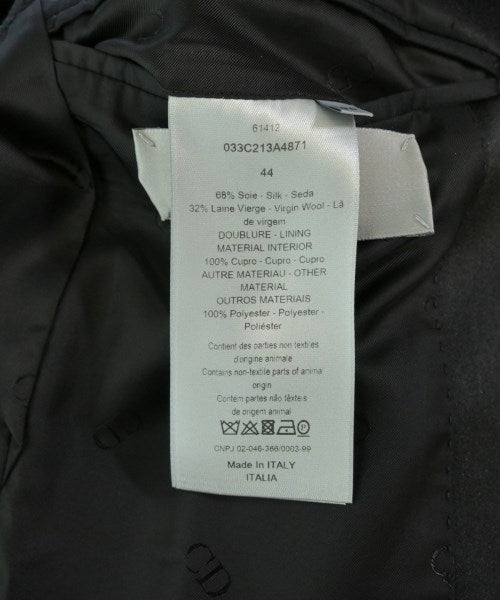 61412
033C213A4871
44
68% Soie - Silk - Seda
32% Laine Vierge - Virgin Wool - Lã
de virgem
DOUBLURE - LINING
MATERIAL INTERIOR
100% Cupro - Cupro - Cupro
AUTRE MATERIAU - OTHER
MATERIAL
OUTROS MATERIAIS
100% Polyester - Polyester -
Poliéster
Contient des parties non textiles
d'origine animale
Contains non-textile parts of animal
origin
Contem partes não têxteis
de origem animal
CNPJ 02-046-366/0003-99
Made in ITALY
ITALIA
CD